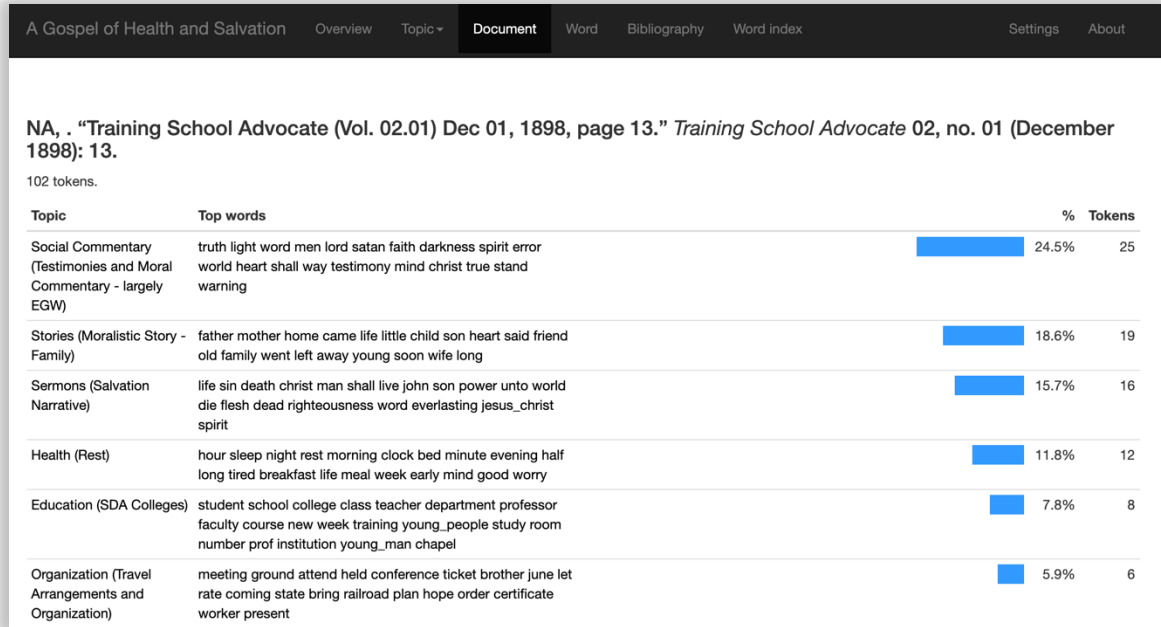 A Gospel of Health and Salvation Overview Topic Document Word Bibliography Word index Settings About
NA, . “Training School Advocate (Vol. 02.01) Dec 01, 1898, page 13.” Training School Advocate 02, no. 01 (December
1898): 13.
102 tokens.
Topic Top words % Tokens
Social Commentary truth light word men lord satan faith darkness spirit error 24.5% 25
(Testimonies and Moral world heart shall way testimony mind christ true stand
Commentary - largely warning
EGW)
Stories (Moralistic Story - father mother home came life little child son heart said friend 18.6% 19
Family) old family went left away young soon wife long
Sermons (Salvation life sin death christ man shall live john son power unto world 15.7% 16
Narrative) die flesh dead righteousness word everlasting jesus_christ
spirit
Health (Rest) hour sleep night rest morning clock bed minute evening half 11.8% 12
long tired breakfast life meal week early mind good worry
Education (SDA Colleges) student school college class teacher department professor 7.8% 8
faculty course new week training young_people study room
number prof institution young_man chapel
Organization (Travel meeting ground attend held conference ticket brother june let 5.9% 6
Arrangements and rate coming state bring railroad plan hope order certificate
Organization) worker present